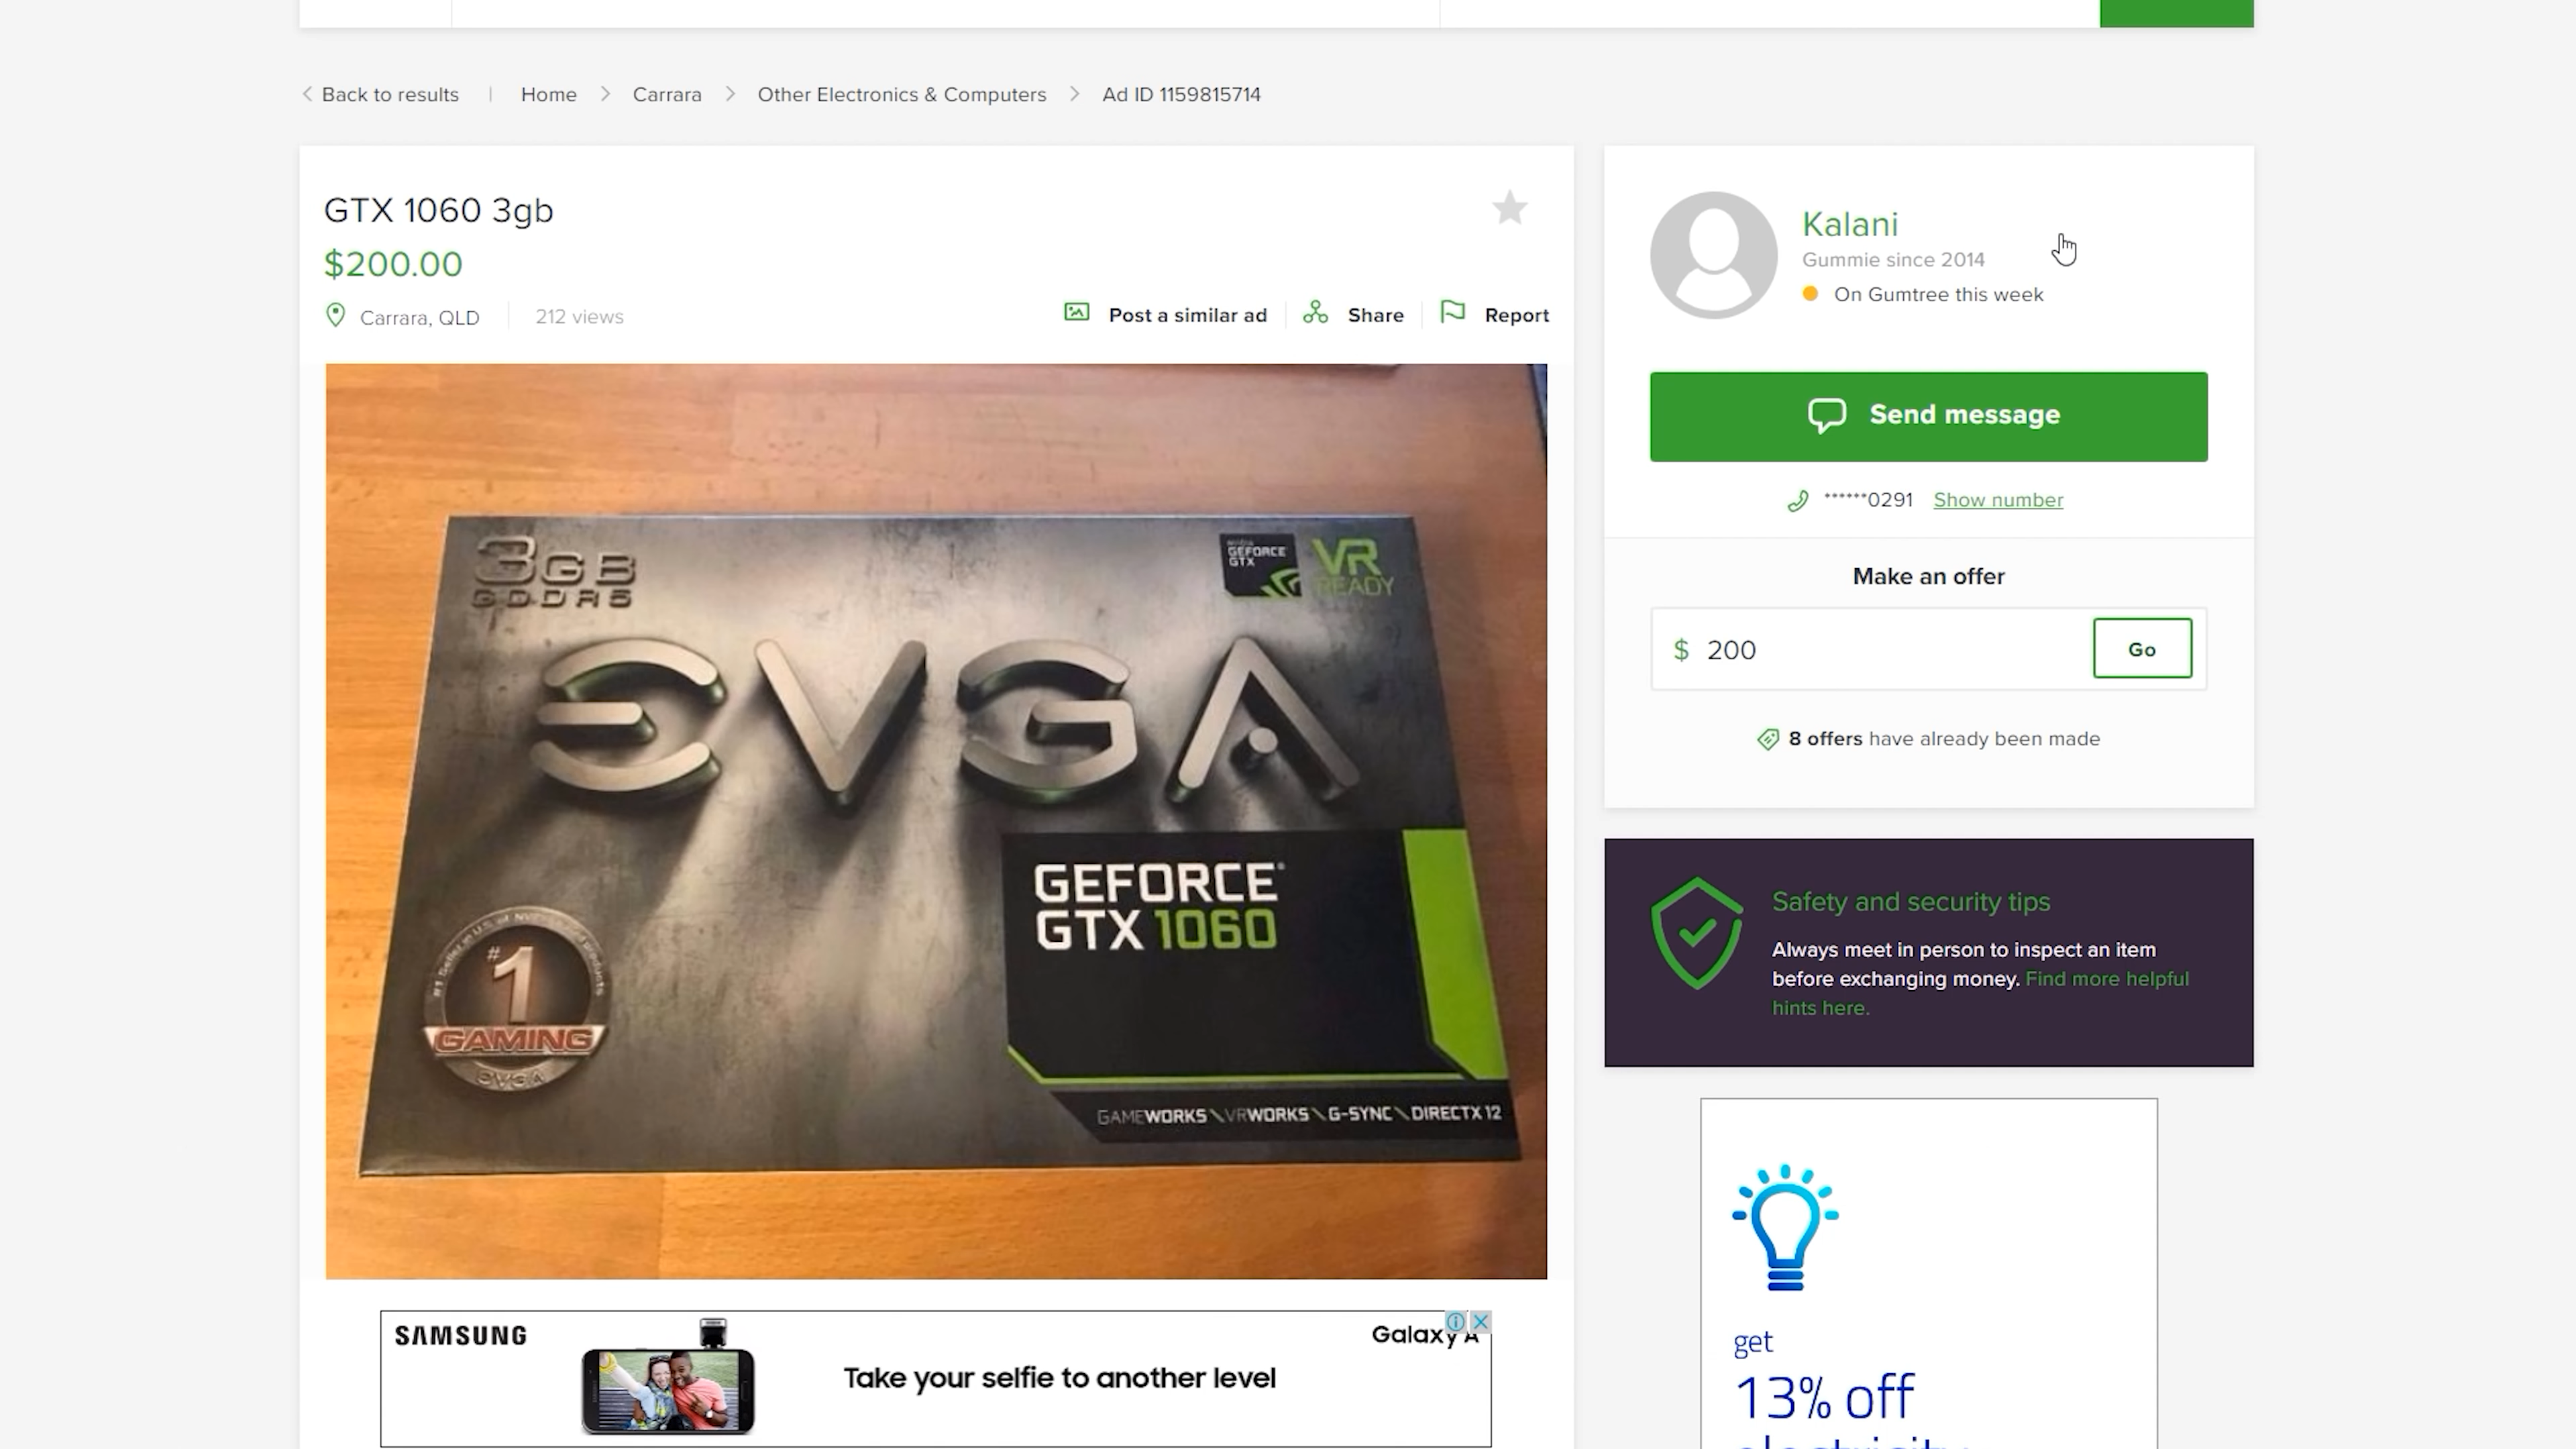 Back to results | Home > Carrara > Other Electronics & Computers > Ad ID 1159815714
GTX 1060 3gb
$200.00
Carrara, QLD
212 views
Post a similar ad
Share
Report
3GB
GDDR5
NVIDIA
GEFORCE
GTX
VR
READY
EVGA
GEFORCE®
GTX 1060
#1
GAMING
EVGA
GAMEWORKS \ VRWORKS \ G-SYNC \ DIRECTX 12
SAMSUNG
Take your selfie to another level
Galaxy A
Kalani
Gummie since 2014
On Gumtree this week
Send message
******0291 Show number
Make an offer
$ 200
Go
8 offers have already been made
Safety and security tips
Always meet in person to inspect an item
before exchanging money. Find more helpful
hints here.
get
13% off